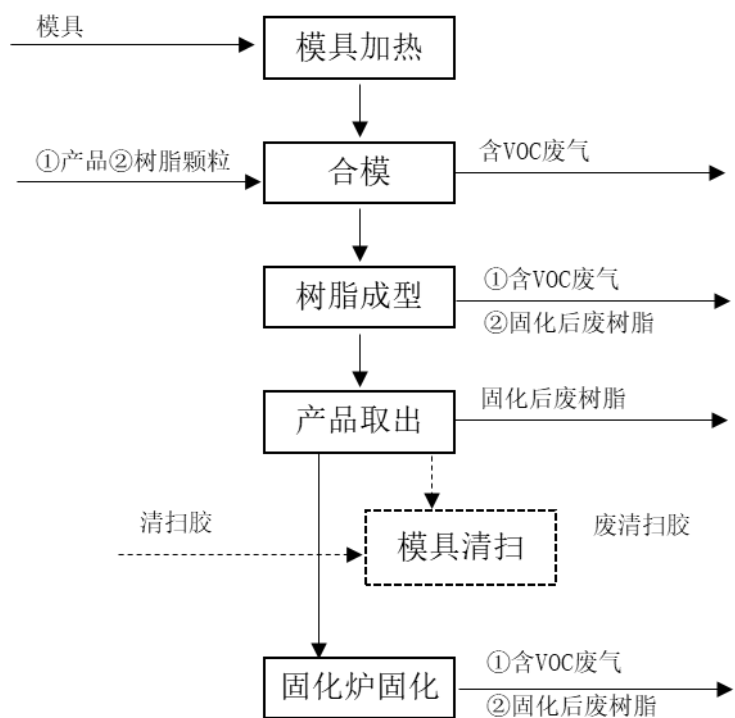 模具
模具加热
①产品②树脂颗粒
合模
含VOC废气
树脂成型
①含VOC废气
②固化后废树脂
产品取出
固化后废树脂
清扫胶
模具清扫
废清扫胶
固化炉固化
①含VOC废气
②固化后废树脂